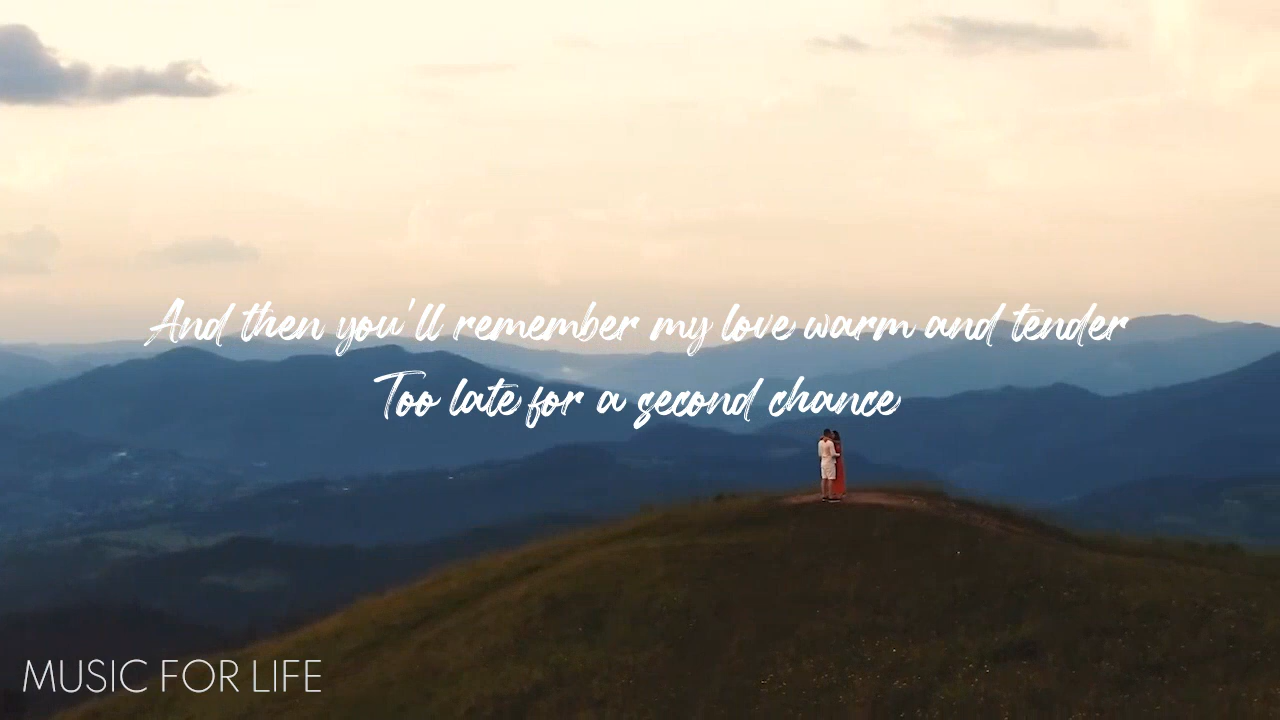 And then you'll remember my love warm and tender
Too late for a second chance
MUSIC FOR LIFE